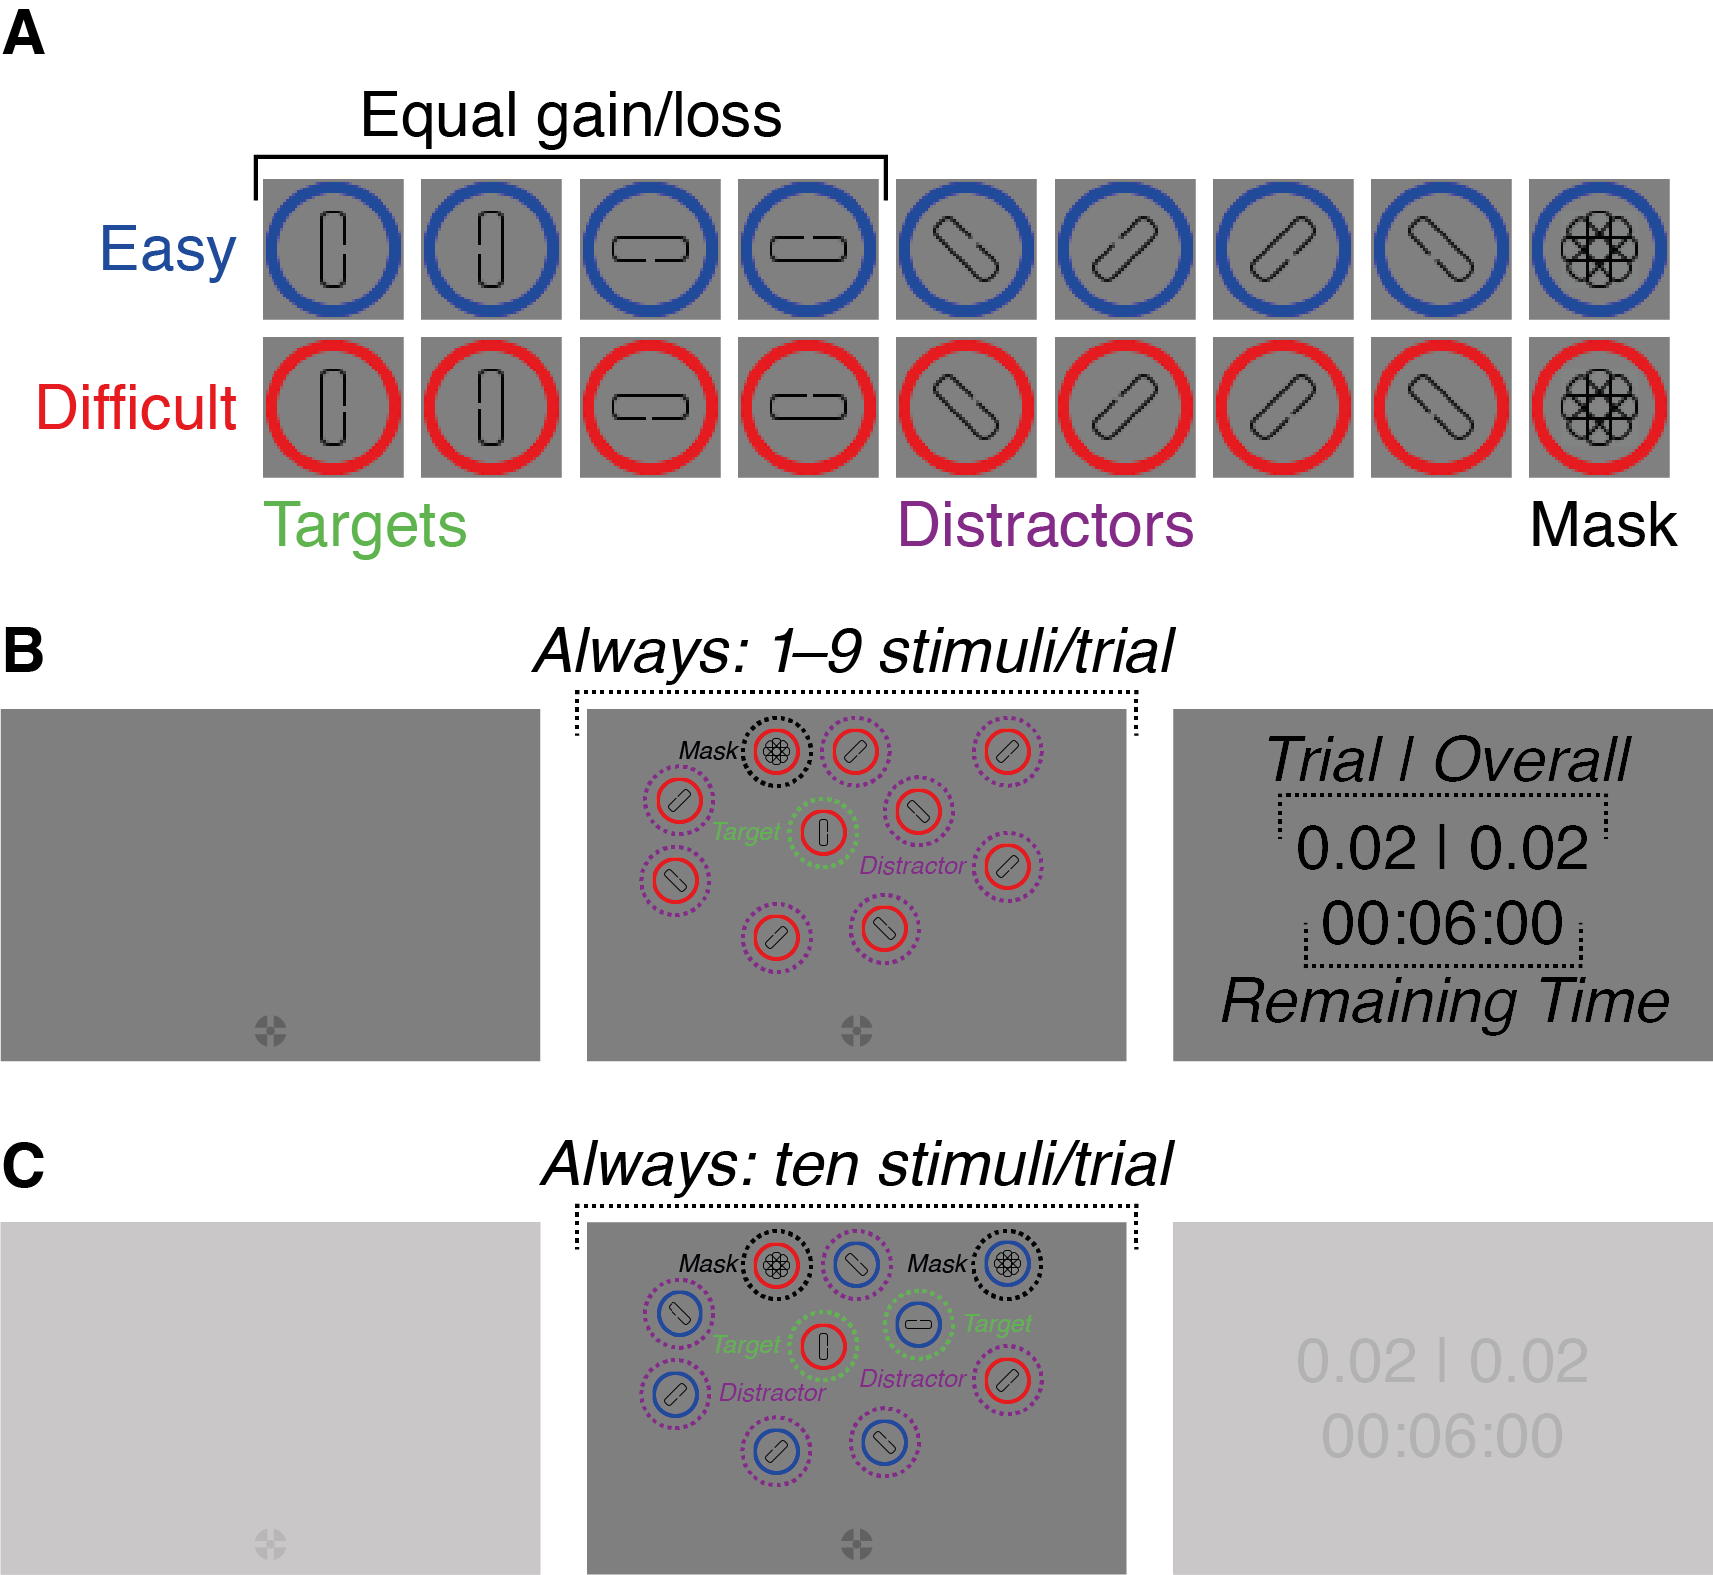 A
Equal gain/loss
Easy
Difficult
Targets
Distractors
Mask
B
Always: 1–9 stimuli/trial
Mask
Target
Distractor
Trial | Overall
0.02 | 0.02
00:06:00
Remaining Time
C
Always: ten stimuli/trial
Mask
Mask
Target
Target
Distractor
Distractor
0.02 | 0.02
00:06:00